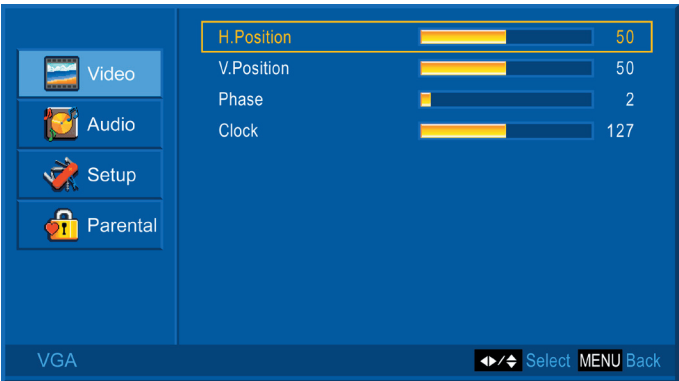 Video
Audio
Setup
Parental
H.Position 50
V.Position 50
Phase 2
Clock 127
VGA
Select MENU Back